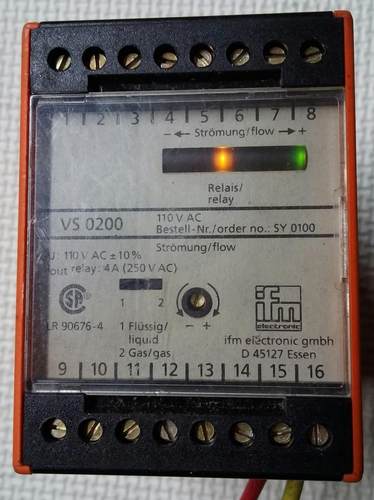 1 2 3 4 5 6 7 8
− Strömung/flow +
Relais/
relay
VS 0200
110 V AC
Bestell-Nr./order no.: SY 0100
Strömung/flow
U: 110 V AC ± 10 %
out relay: 4A (250 VAC)
1 2
SA
LR 90676-4
− +
1 Flüssig/
liquid
2 Gas/gas
ifm
electronic
ifm electronic gmbh
D 45127 Essen
9 10 11 12 13 14 15 16